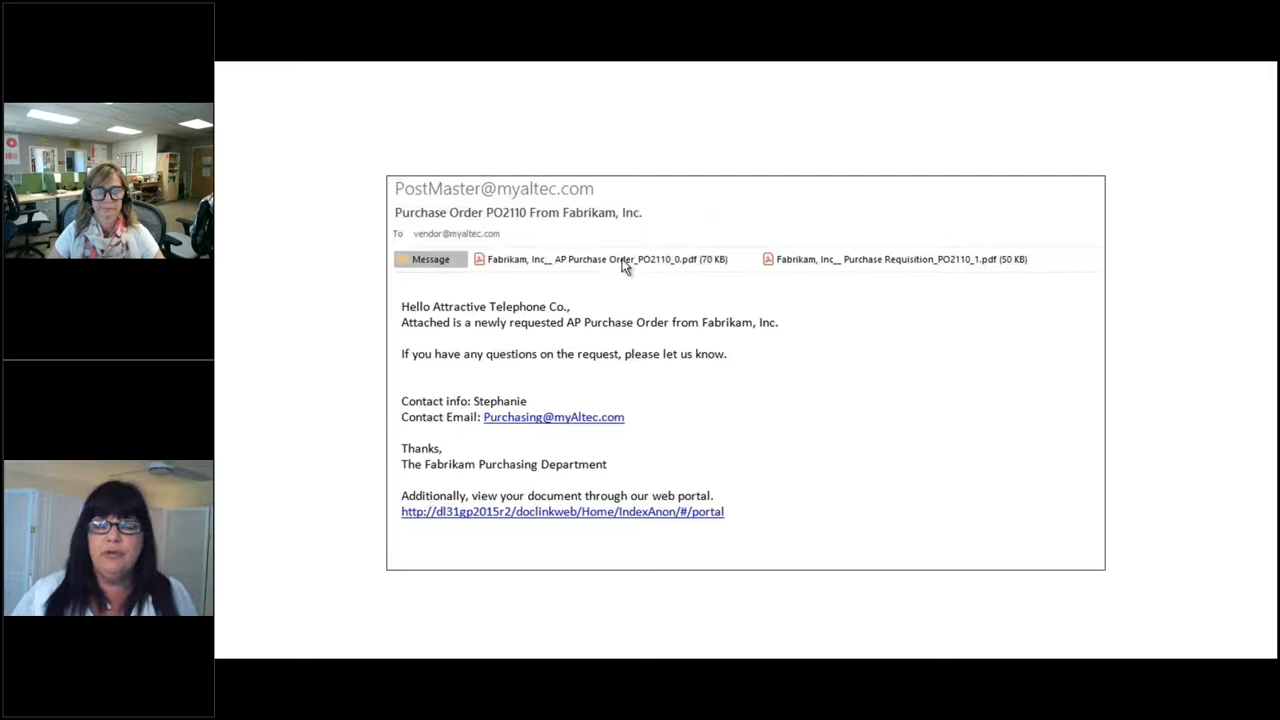 PostMaster@myaltec.com
Purchase Order PO2110 From Fabrikam, Inc.
To vendor@myaltec.com
Message Fabrikam, Inc__ AP Purchase Order_PO2110_0.pdf (70 KB) Fabrikam, Inc__ Purchase Requisition_PO2110_1.pdf (50 KB)
Hello Attractive Telephone Co.,
Attached is a newly requested AP Purchase Order from Fabrikam, Inc.
If you have any questions on the request, please let us know.
Contact info: Stephanie
Contact Email: Purchasing@myAltec.com
Thanks,
The Fabrikam Purchasing Department
Additionally, view your document through our web portal.
http://dl31gp2015r2/doclinkweb/Home/IndexAnon/#/portal